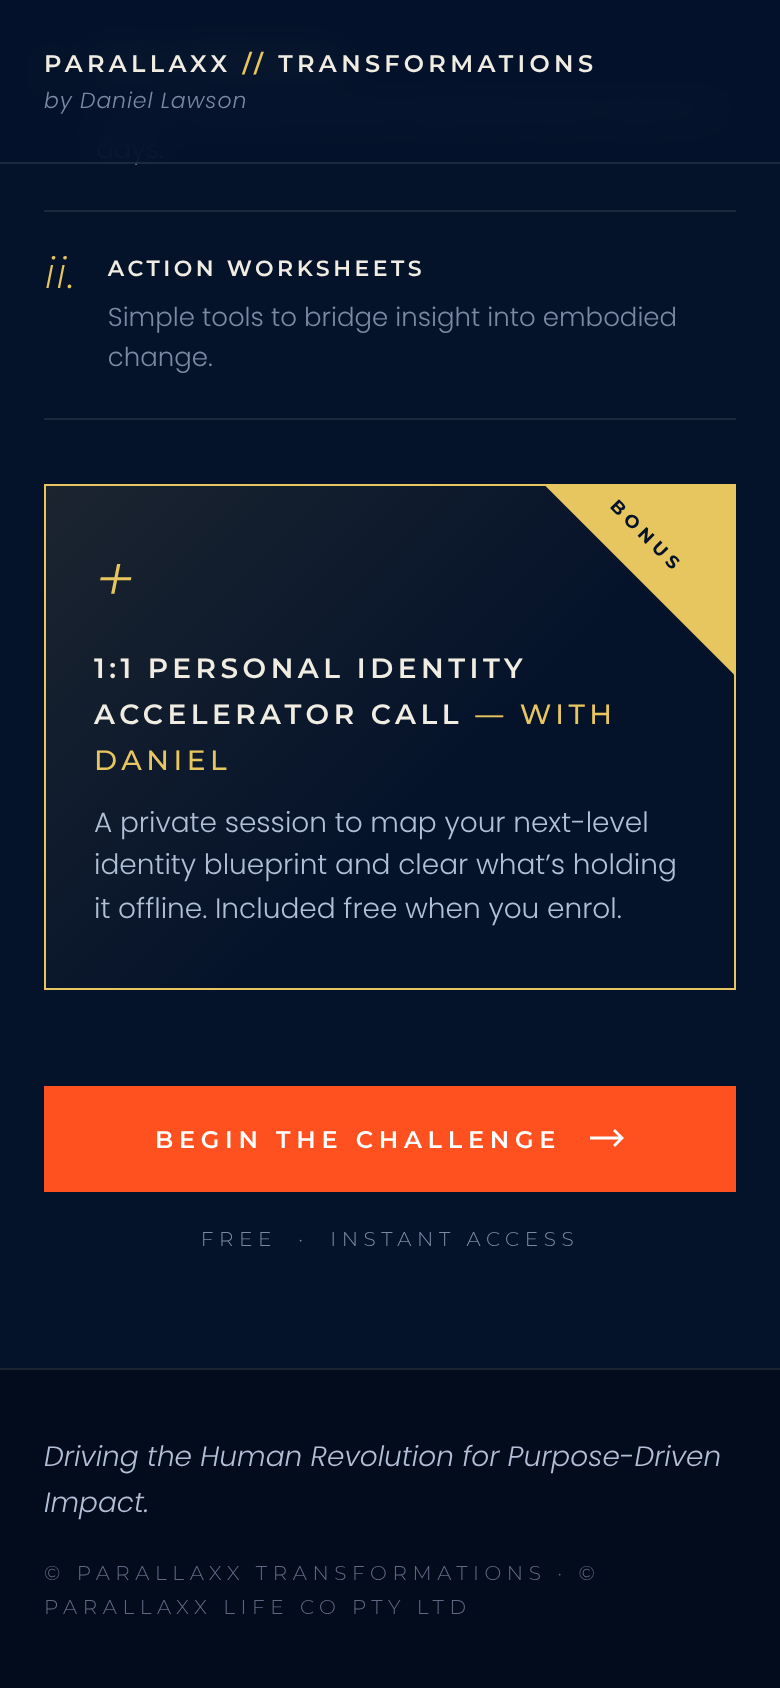 PARALLAXX // TRANSFORMATIONS
by Daniel Lawson
days.
ii.
ACTION WORKSHEETS
Simple tools to bridge insight into embodied
change.
BONUS
+
1:1 PERSONAL IDENTITY
ACCELERATOR CALL — WITH
DANIEL
A private session to map your next-level
identity blueprint and clear what’s holding
it offline. Included free when you enrol.
BEGIN THE CHALLENGE →
FREE · INSTANT ACCESS
Driving the Human Revolution for Purpose-Driven
Impact.
© PARALLAXX TRANSFORMATIONS · ©
PARALLAXX LIFE CO PTY LTD